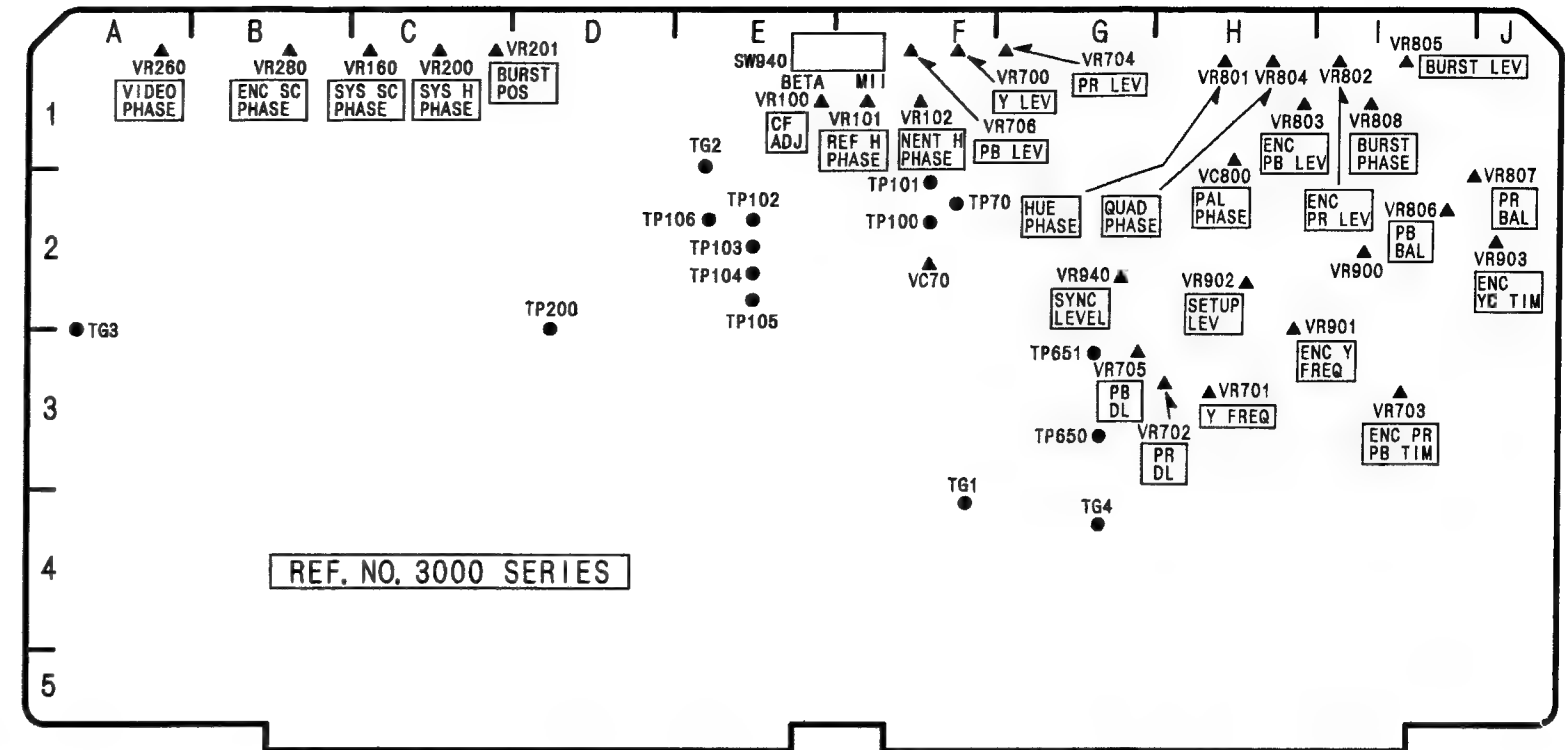 A B C D E F G H I J
1
2
3
4
5
VR260
VIDEO
PHASE
VR280
ENC SC
PHASE
VR160
SYS SC
PHASE
VR200
SYS H
PHASE
VR201
BURST
POS
SW940
BETA MII
VR100
CF
ADJ
VR101
REF H
PHASE
VR102
NENT H
PHASE
VR700
Y LEV
VR706
PB LEV
VR704
PR LEV
VR801
HUE
PHASE
VR804
QUAD
PHASE
VR802
ENC
PR LEV
VR805
BURST LEV
VR803
ENC
PB LEV
VR808
BURST
PHASE
VC800
PAL
PHASE
VR807
PR
BAL
VR806
PB
BAL
VR903
ENC
YC TIM
VR900
TG2
TP102
TP106
TP103
TP104
TP105
TP101
TP70
TP100
VC70
VR940
SYNC
LEVEL
VR902
SETUP
LEV
TG3
TP200
VR901
ENC Y
FREQ
TP651
VR705
PB
DL
VR702
PR
DL
VR701
Y FREQ
VR703
ENC PR
PB TIM
TP650
TG1
TG4
REF. NO. 3000 SERIES